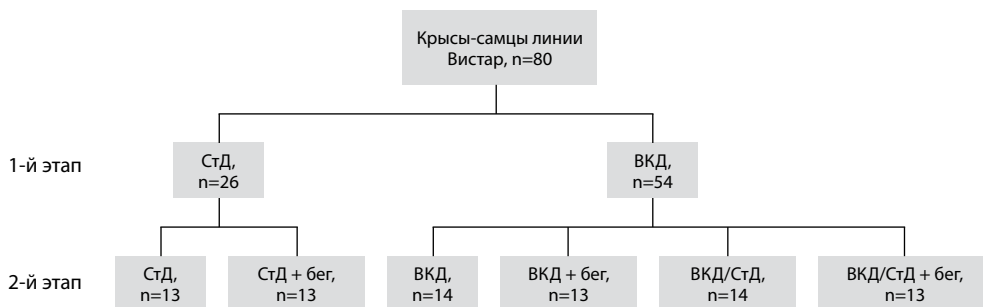 Крысы-самцы линии
Вистар, n=80
1-й этап
СтД,
n=26
ВКД,
n=54
2-й этап
СтД,
n=13
СтД + бег,
n=13
ВКД,
n=14
ВКД + бег,
n=13
ВКД/СтД,
n=14
ВКД/СтД + бег,
n=13